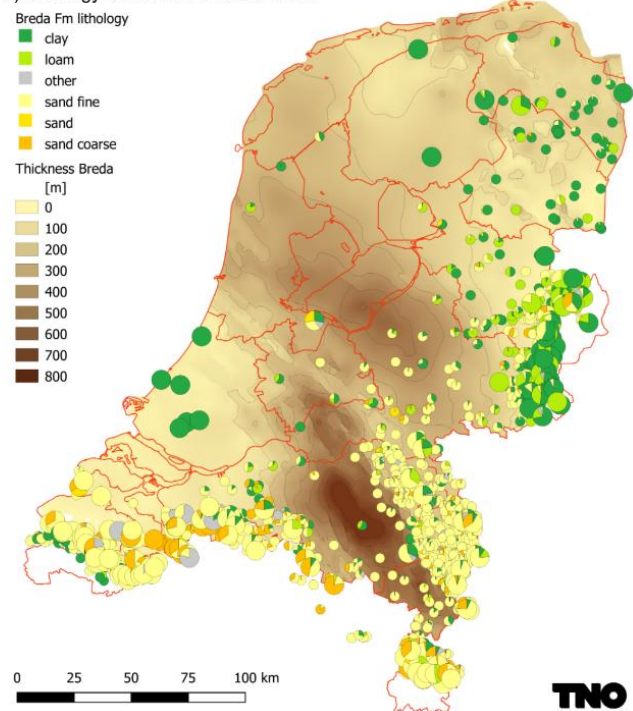 Breda Fm lithology
clay
loam
other
sand fine
sand
sand coarse
Thickness Breda
[m]
0
100
200
300
400
500
600
700
800
0 25 50 75 100 km
TNO